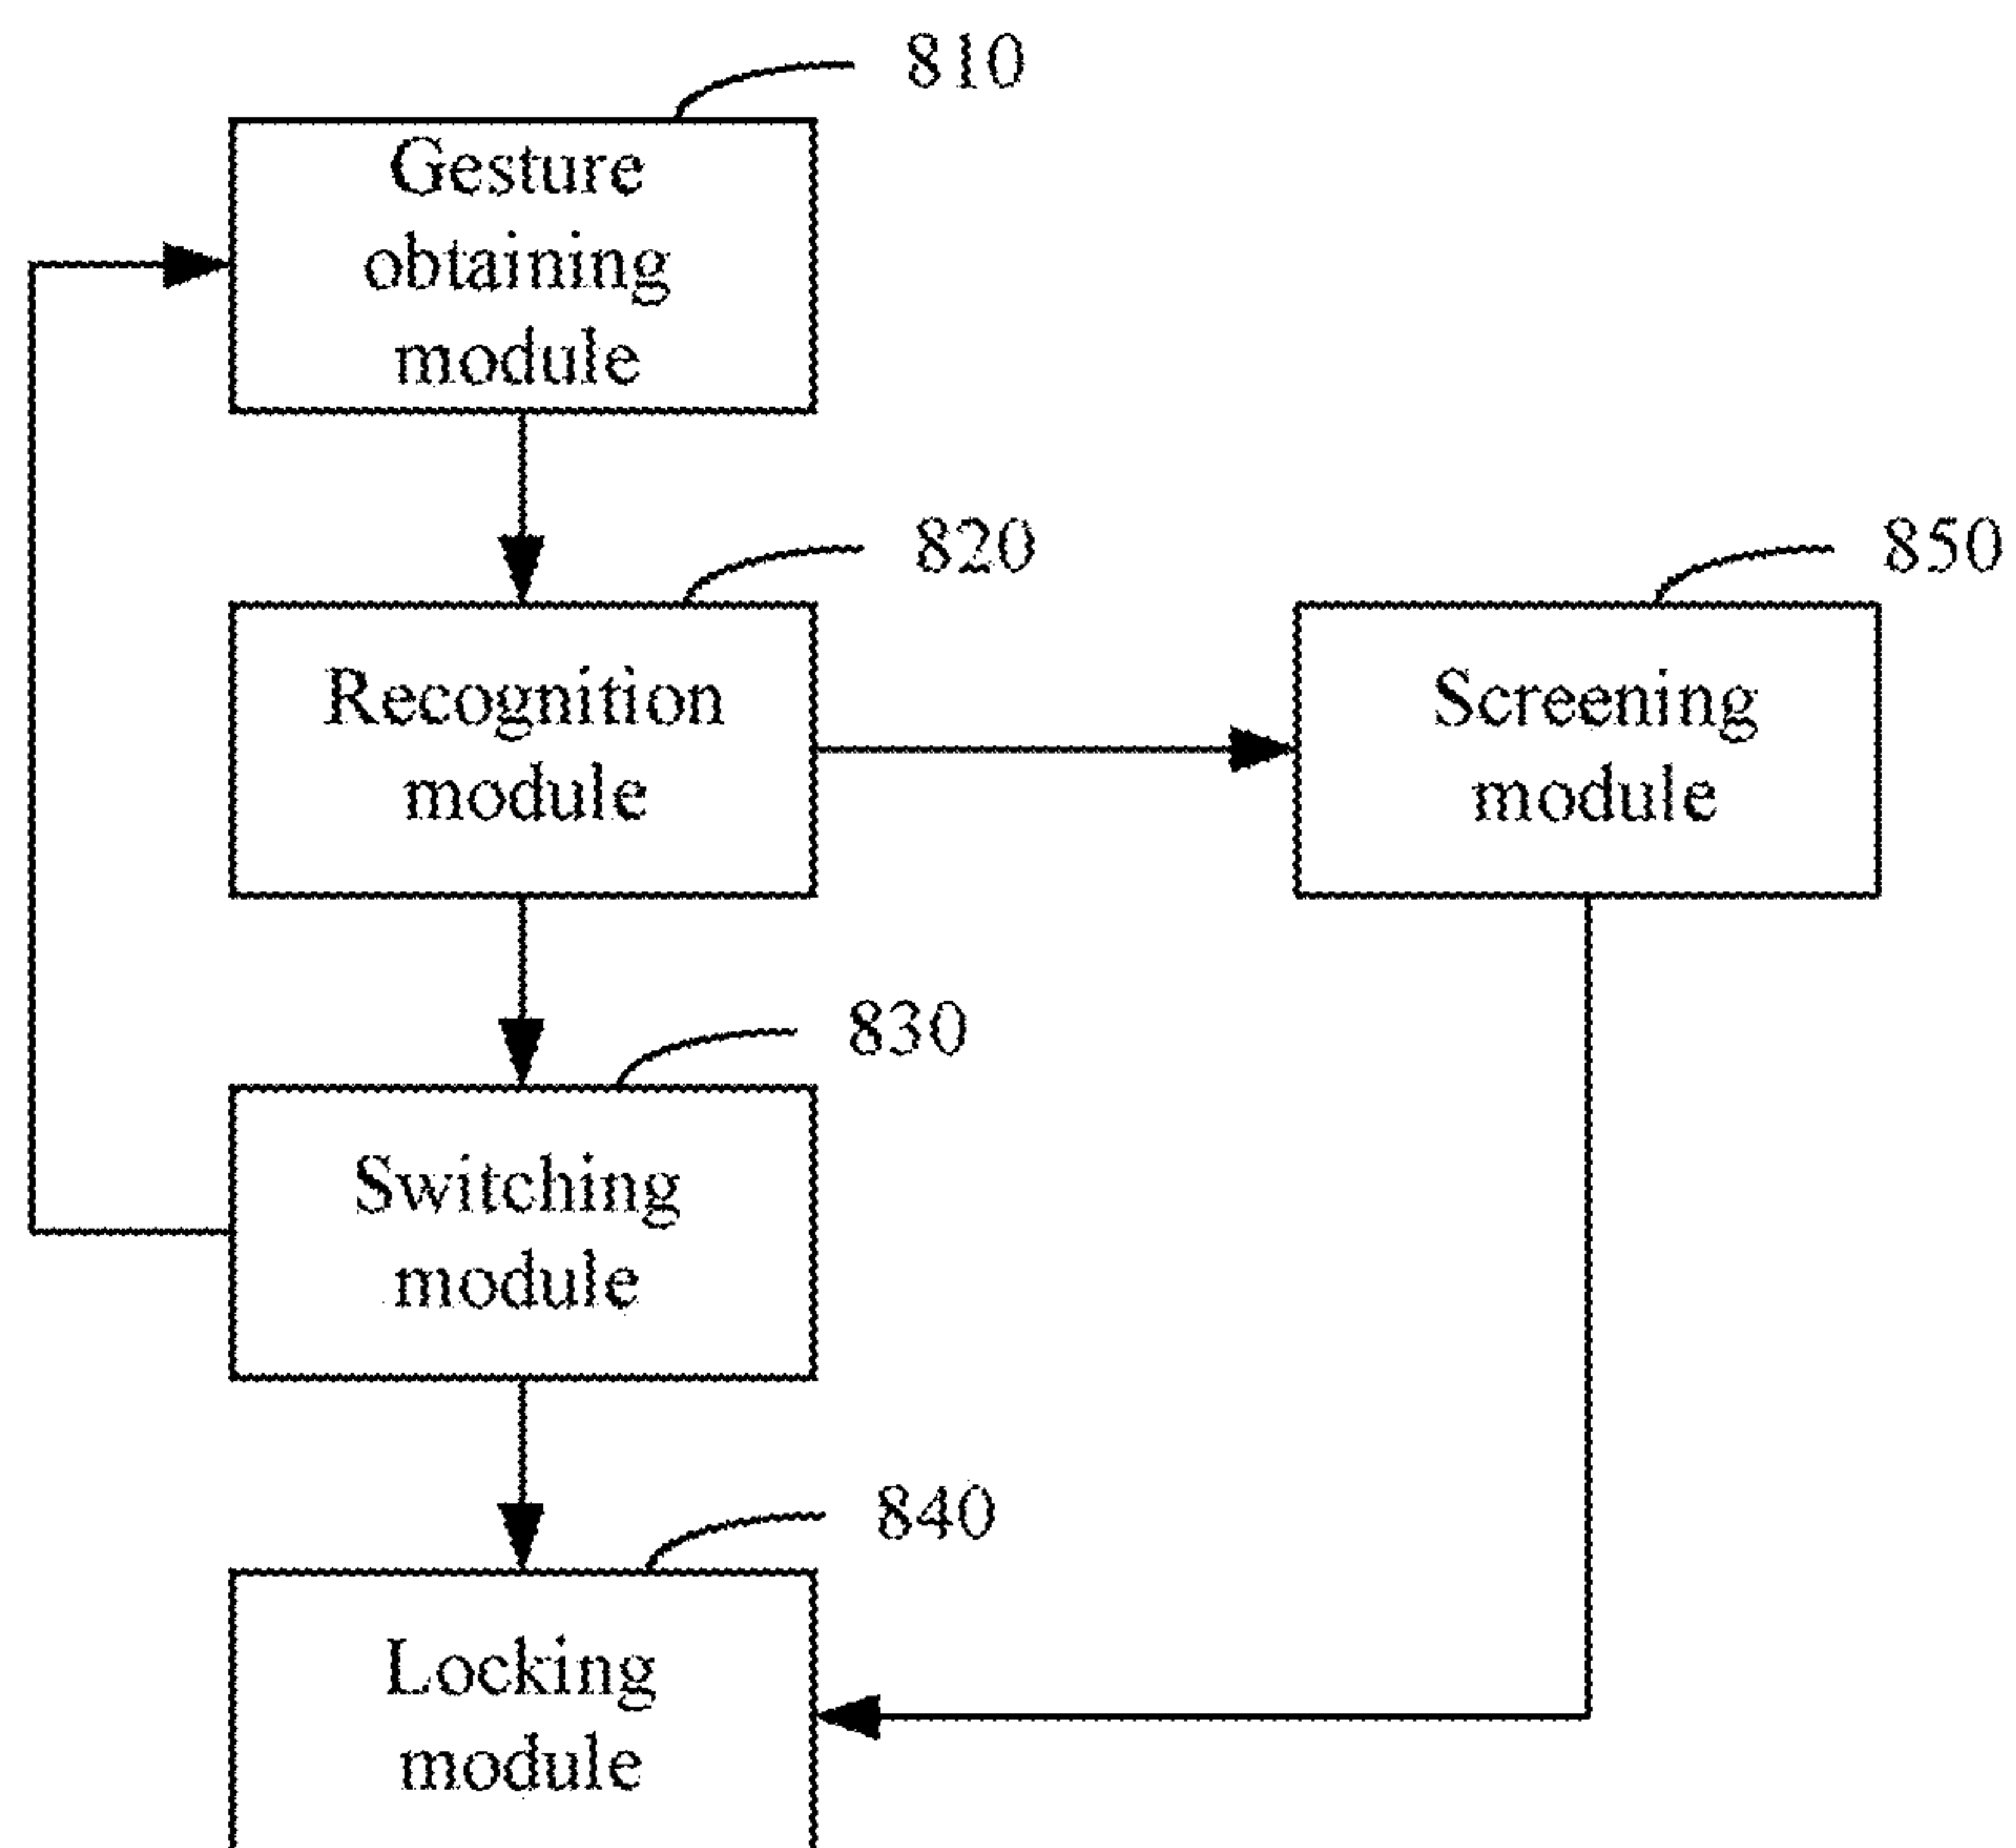 810
Gesture
obtaining
module
820
Recognition
module
850
Screening
module
830
Switching
module
840
Locking
module